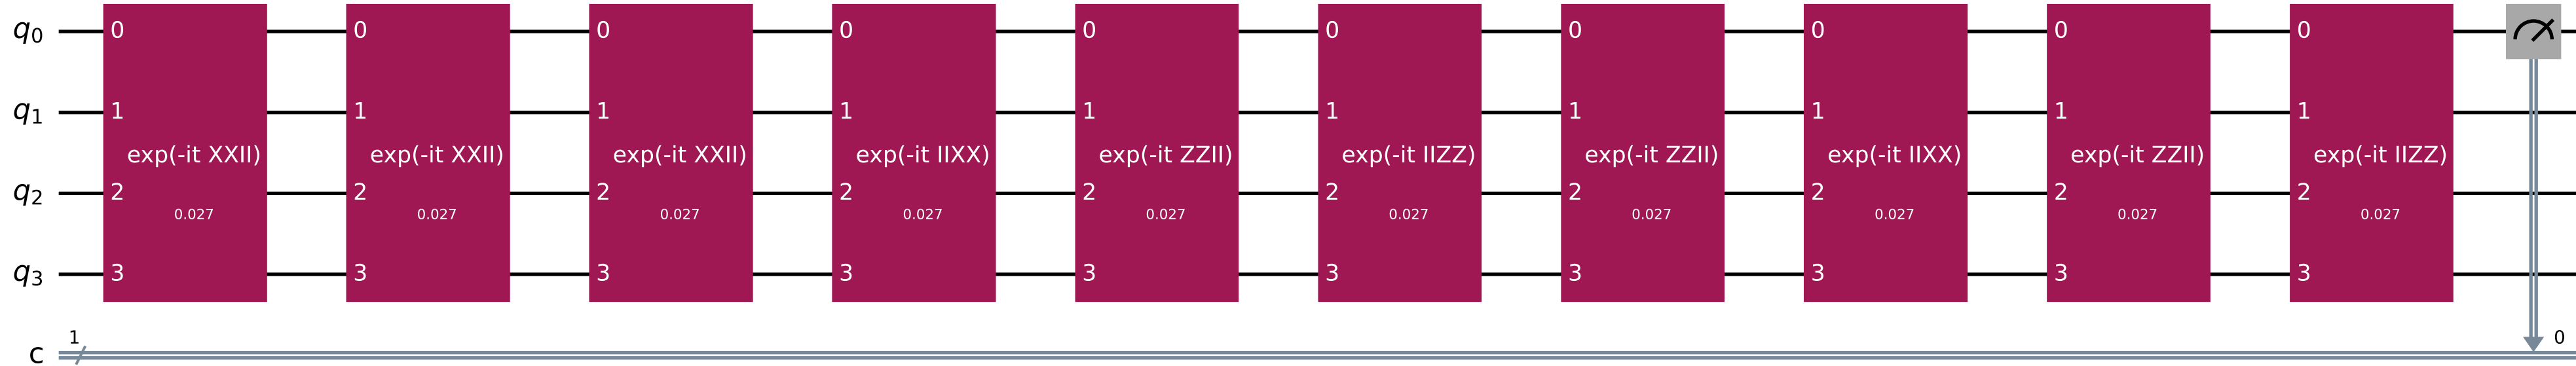 q0 0 0 0 0 0 0 0 0 0 0
q1 1 1 1 1 1 1 1 1 1 1
exp(-it XXII) exp(-it XXII) exp(-it XXII) exp(-it IIXX) exp(-it ZZII) exp(-it IIZZ) exp(-it ZZII) exp(-it IIXX) exp(-it ZZII) exp(-it IIZZ)
q2 2 2 2 2 2 2 2 2 2 2
0.027 0.027 0.027 0.027 0.027 0.027 0.027 0.027 0.027 0.027
q3 3 3 3 3 3 3 3 3 3 3
1 0
c